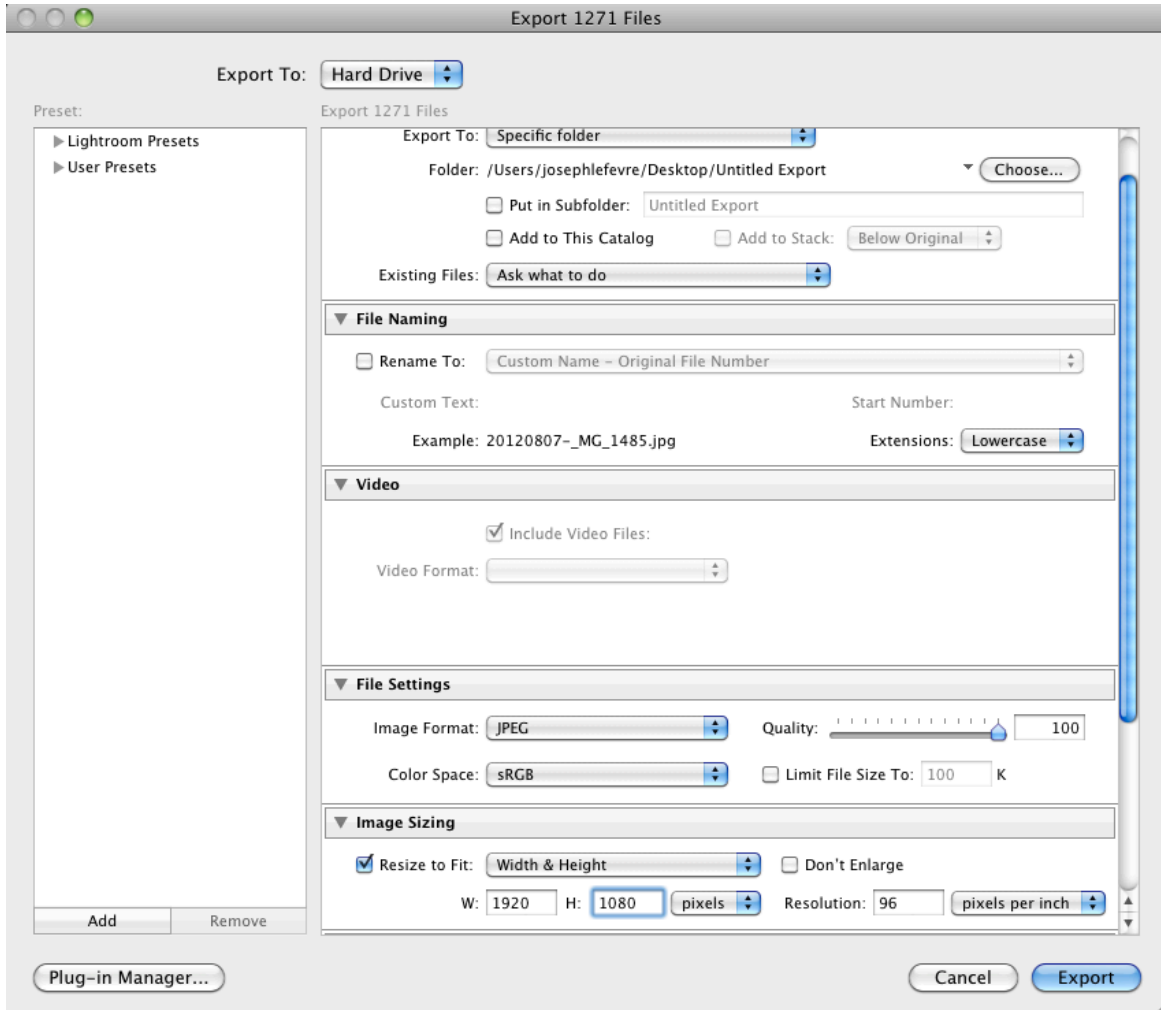 Export 1271 Files
Export To: Hard Drive
Preset:
Export 1271 Files
Lightroom Presets
User Presets
Add Remove
Export To: Specific folder
Folder: /Users/josephlefevre/Desktop/Untitled Export Choose...
Put in Subfolder: Untitled Export
Add to This Catalog Add to Stack: Below Original
Existing Files: Ask what to do
File Naming
Rename To: Custom Name – Original File Number
Custom Text: Start Number:
Example: 20120807-_MG_1485.jpg Extensions: Lowercase
Video
Include Video Files:
Video Format:
File Settings
Image Format: JPEG Quality: 100
Color Space: sRGB Limit File Size To: 100 K
Image Sizing
Resize to Fit: Width & Height Don't Enlarge
W: 1920 H: 1080 pixels Resolution: 96 pixels per inch
Plug-in Manager... Cancel Export